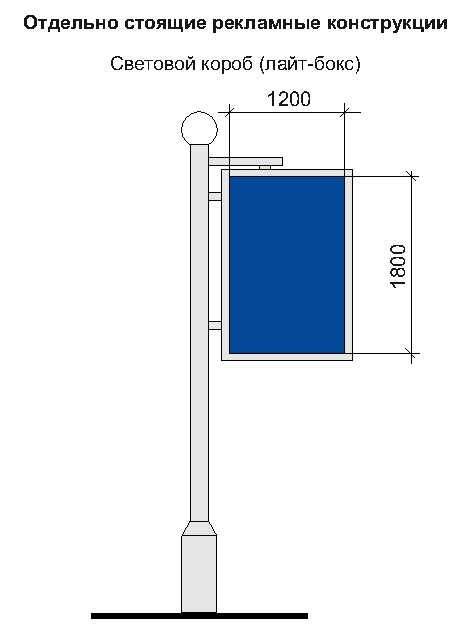 Отдельно стоящие рекламные конструкции
Световой короб (лайт-бокс)
1200
1800